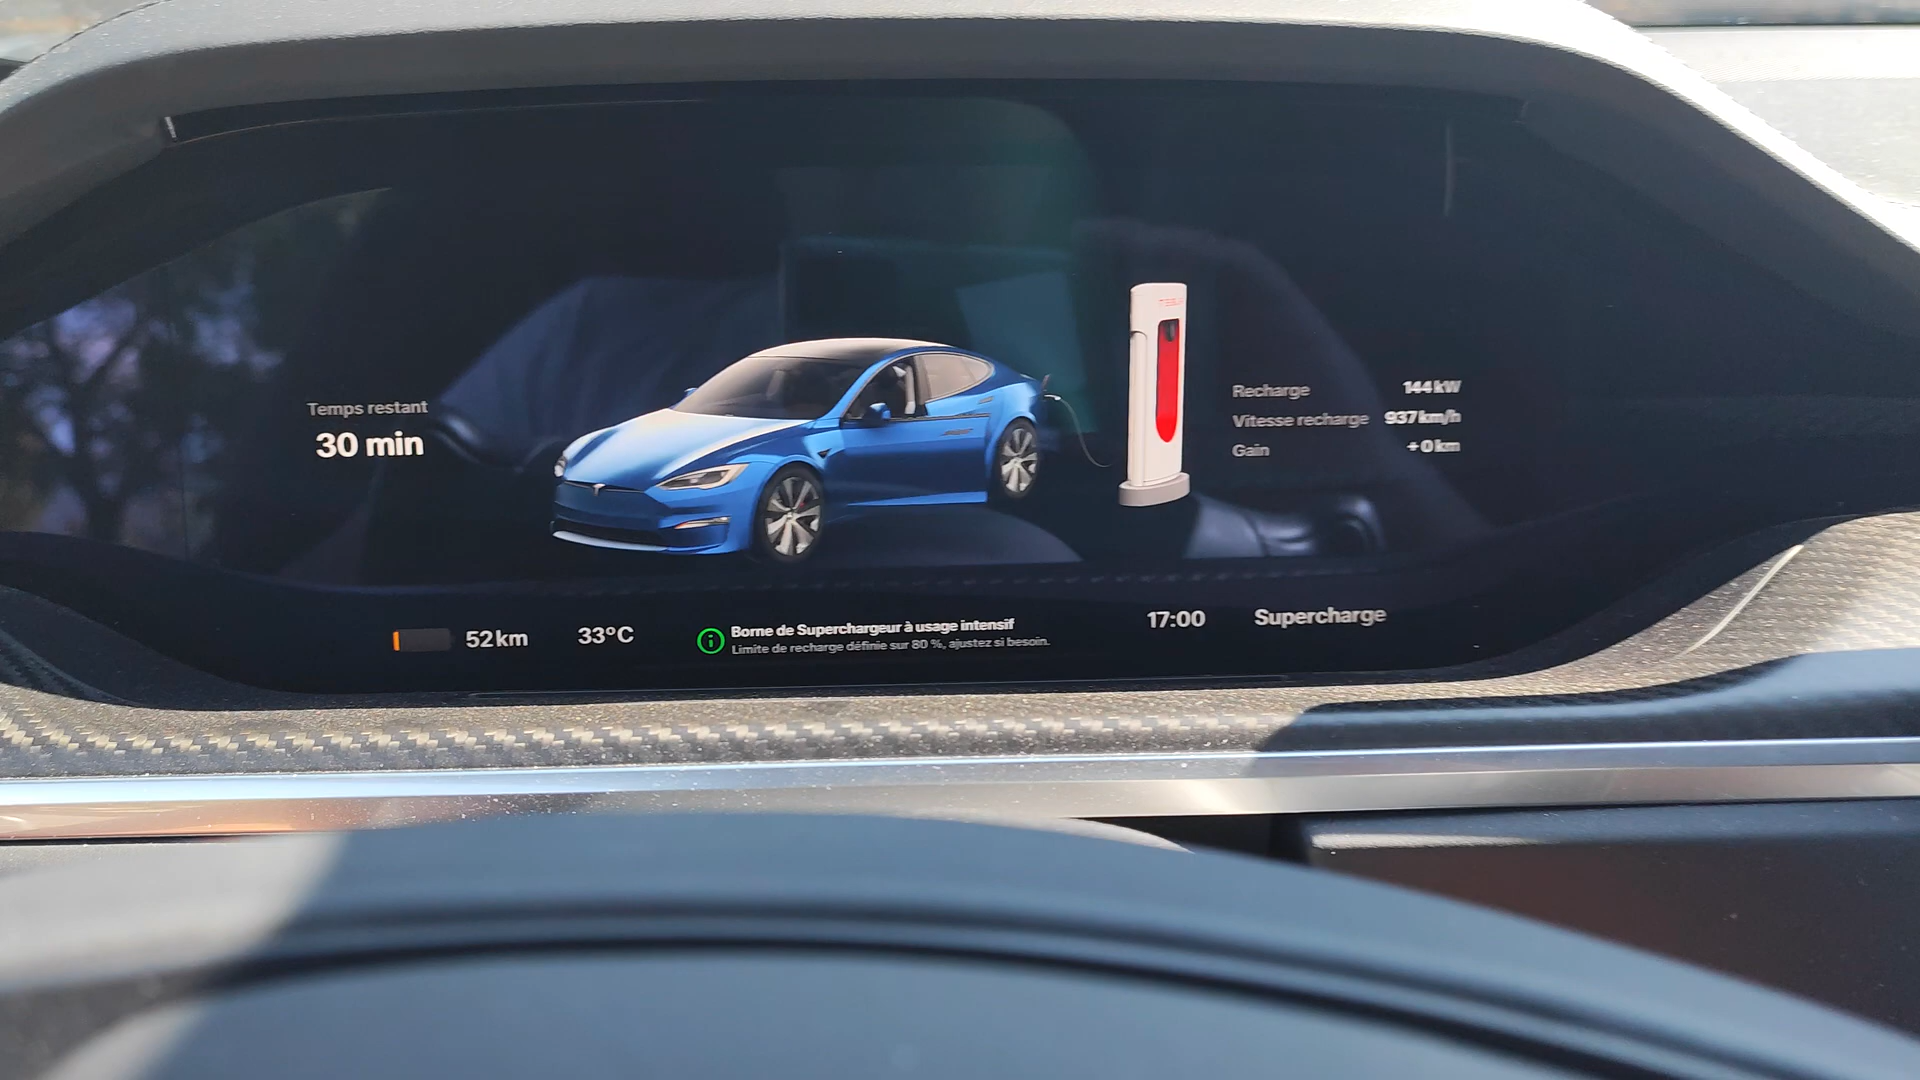 Temps restant
30 min
Recharge 144 kW
Vitesse recharge 937 km/h
Gain +0 km
52 km
33°C
Borne de Superchargeur à usage intensif
Limite de recharge définie sur 80 %, ajustez si besoin.
17:00
Supercharge
TESLA